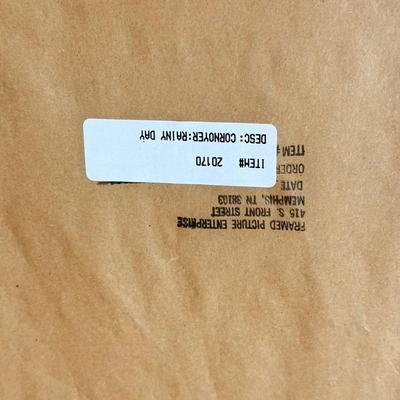 FRAMED PICTURE ENTERPRISE
415 S. FRONT STREET
MEMPHIS, TN 38103
DATE
ORDER
ITEM#
ITEM# 20170
DESC: CORNOYER:RAINY DAY